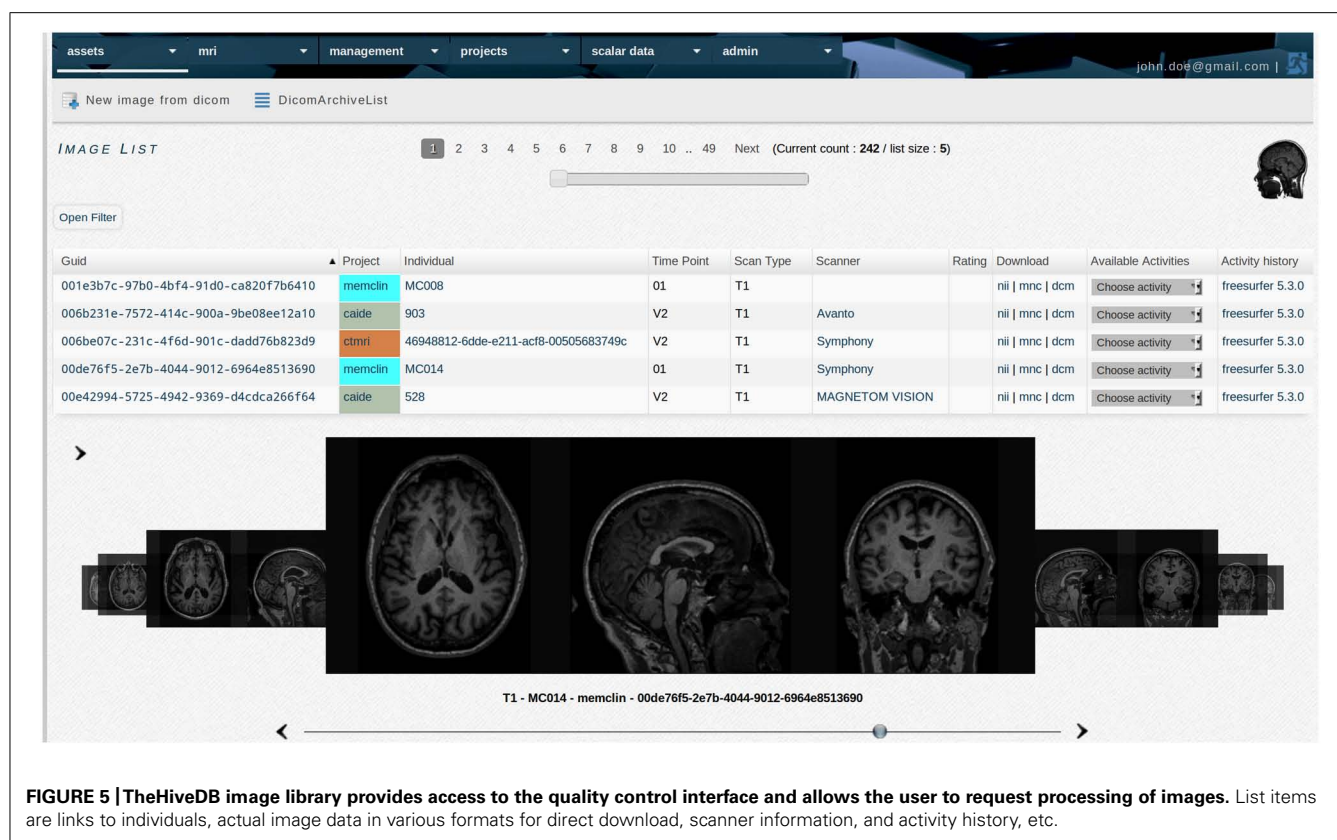 assets mri management projects scalar data admin
john.doe@gmail.com |
New image from dicom DicomArchiveList
IMAGE LIST 1 2 3 4 5 6 7 8 9 10 .. 49 Next (Current count : 242 / list size : 5)
Open Filter
Guid Project Individual Time Point Scan Type Scanner Rating Download Available Activities Activity history
001e3b7c-97b0-4bf4-91d0-ca820f7b6410 memclin MC008 01 T1 nii | mnc | dcm Choose activity freesurfer 5.3.0
006b231e-7572-414c-900a-9be08ee12a10 caide 903 V2 T1 Avanto nii | mnc | dcm Choose activity freesurfer 5.3.0
006be07c-231c-4f6d-901c-dadd76b823d9 ctmri 46948812-6dde-e211-acf8-00505683749c V2 T1 Symphony nii | mnc | dcm Choose activity freesurfer 5.3.0
00de76f5-2e7b-4044-9012-6964e8513690 memclin MC014 01 T1 Symphony nii | mnc | dcm Choose activity freesurfer 5.3.0
00e42994-5725-4942-9369-d4cdca266f64 caide 528 V2 T1 MAGNETOM VISION nii | mnc | dcm Choose activity freesurfer 5.3.0
T1 - MC014 - memclin - 00de76f5-2e7b-4044-9012-6964e8513690
FIGURE 5 | TheHiveDB image library provides access to the quality control interface and allows the user to request processing of images. List items
are links to individuals, actual image data in various formats for direct download, scanner information, and activity history, etc.